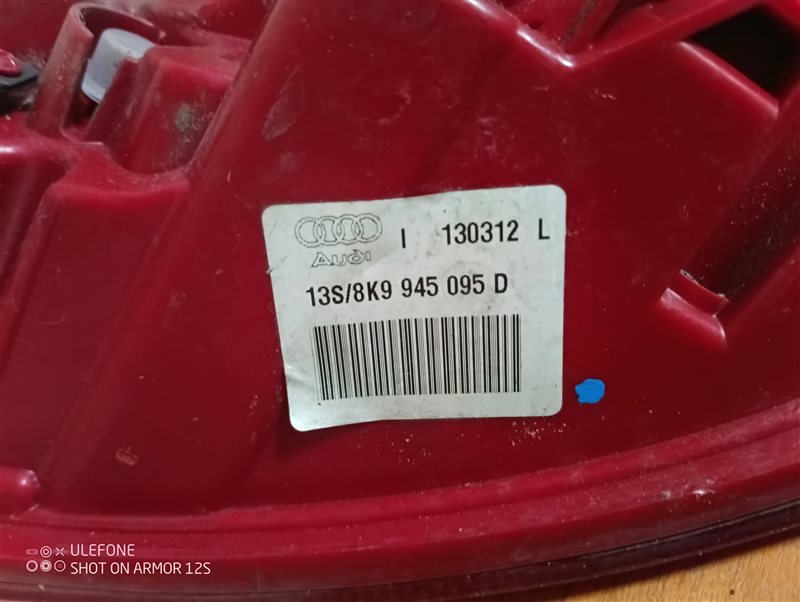 I 130312 L
Audi
13S/8K9 945 095 D
ULEFONE
SHOT ON ARMOR 12S